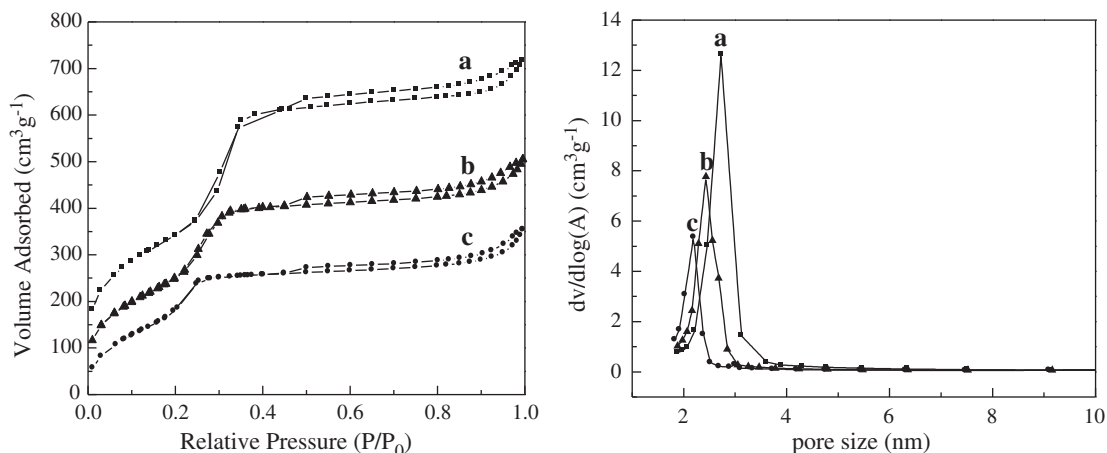 800
700
600
500
400
300
200
100
0
Volume Adsorbed (cm³g⁻¹)
a
b
c
0.0 0.2 0.4 0.6 0.8 1.0
Relative Pressure (P/P₀)
14
12
10
8
6
4
2
0
dv/dlog(A) (cm³g⁻¹)
a
b
c
2 4 6 8 10
pore size (nm)